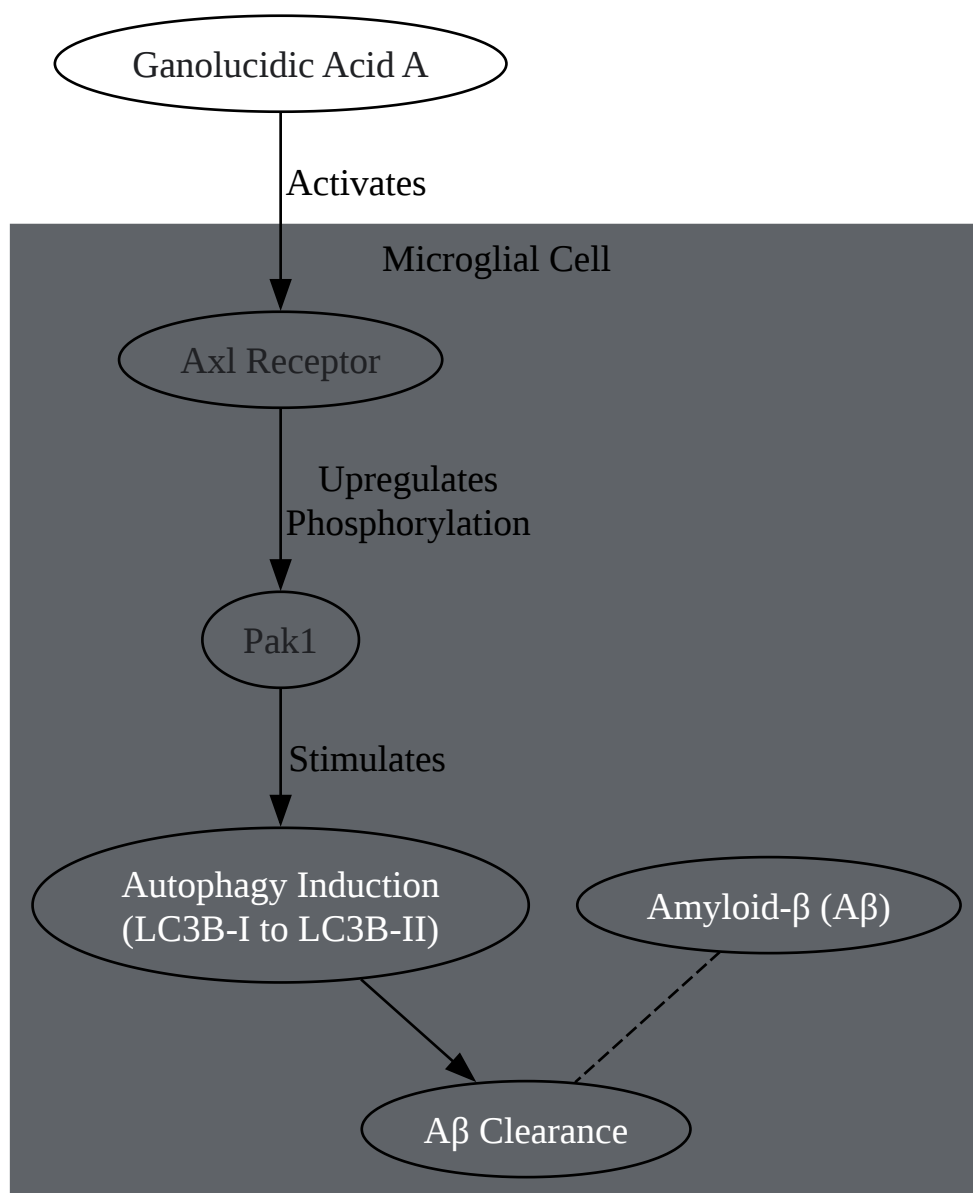 Ganolucidic Acid A
Activates
Microglial Cell
Axl Receptor
Upregulates
Phosphorylation
Pak1
Stimulates
Autophagy Induction
(LC3B-I to LC3B-II)
Amyloid-β (Aβ)
Aβ Clearance